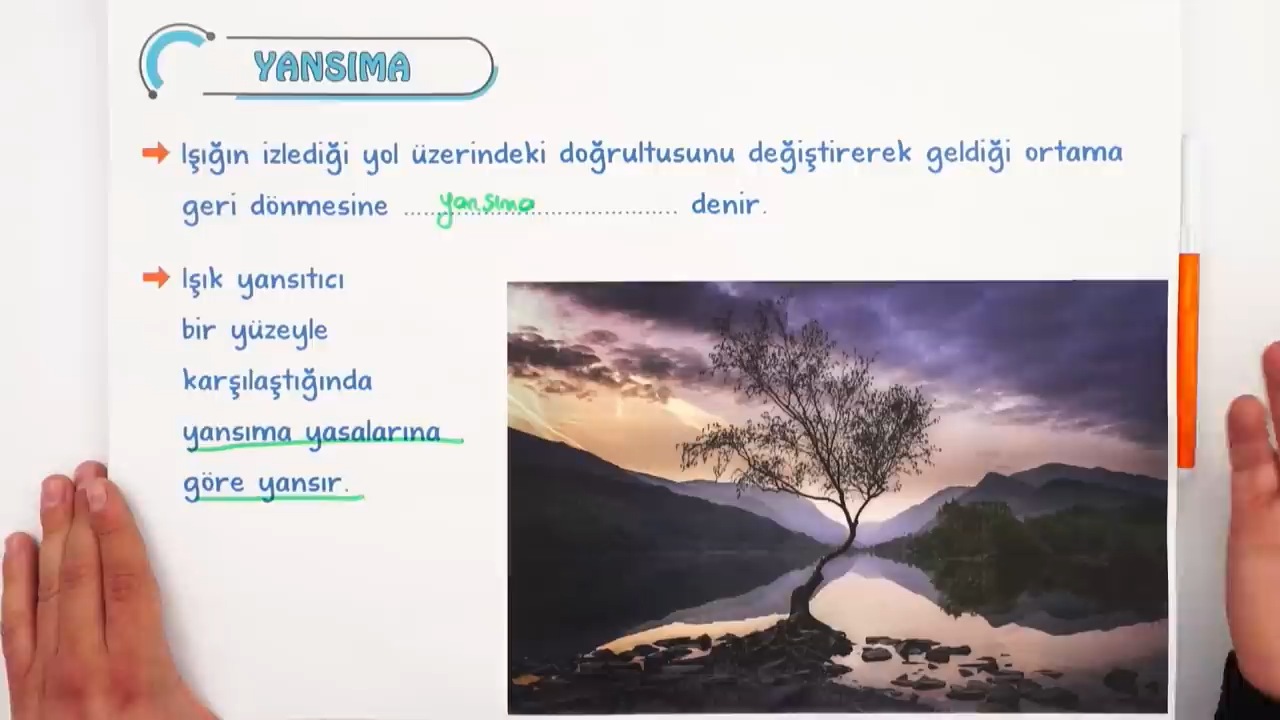 YANSIMA
Işığın izlediği yol üzerindeki doğrultusunu değiştirerek geldiği ortama
geri dönmesine ......yansıma.......................... denir.
Işık yansıtıcı
bir yüzeyle
karşılaştığında
yansıma yasalarına
göre yansır.